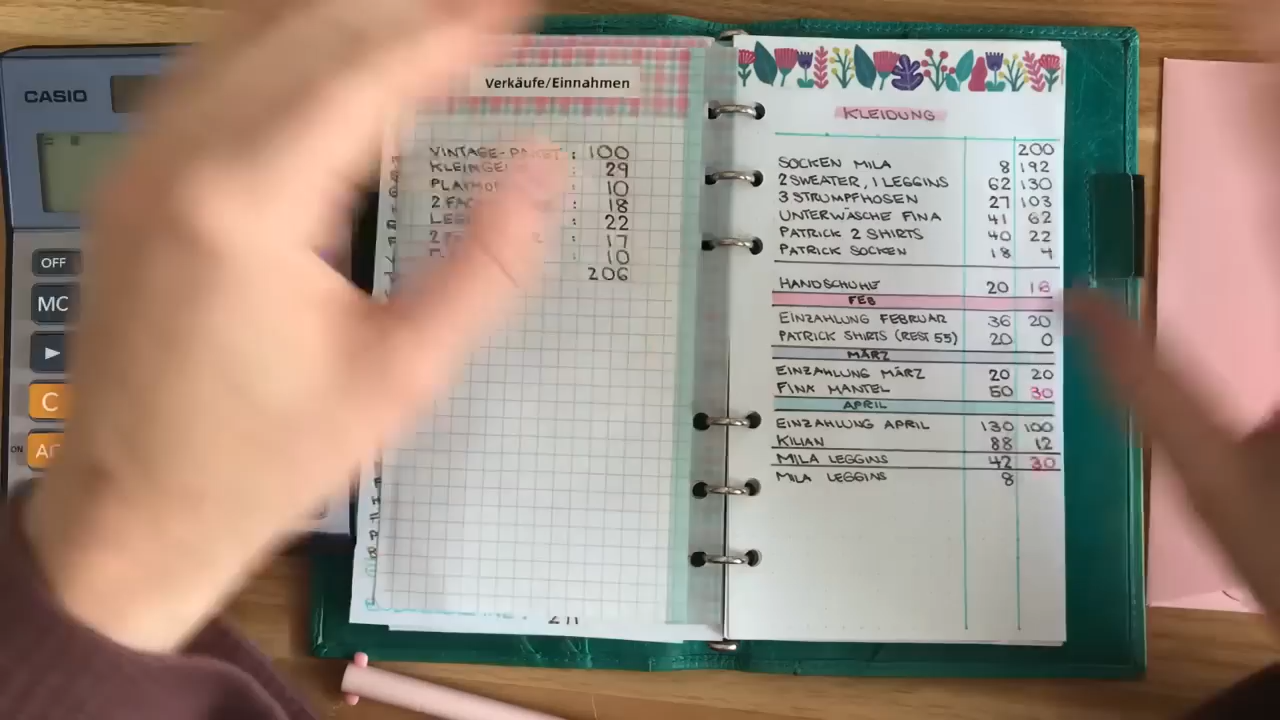 CASIO
OFF
MC
C
ON
Verkäufe/Einnahmen
VINTAGE-PAKET : 100
: 29
: 10
2 : 18
: 22
2 : 17
: 10
206
KLEIDUNG
200
SOCKEN MILA 8 192
2 SWEATER, 1 LEGGINS 62 130
3 STRUMPFHOSEN 27 103
UNTERWÄSCHE FINA 41 62
PATRICK 2 SHIRTS 40 22
PATRICK SOCKEN 18 4
HANDSCHUHE 20 16
FEB
EINZAHLUNG FEBRUAR 36 20
PATRICK SHIRTS (REST 55) 20 0
MÄRZ
EINZAHLUNG MÄRZ 20 20
FINA MANTEL 50 30
APRIL
EINZAHLUNG APRIL 130 100
KILIAN 88 12
MILA LEGGINS 42 30
MILA LEGGINS 8